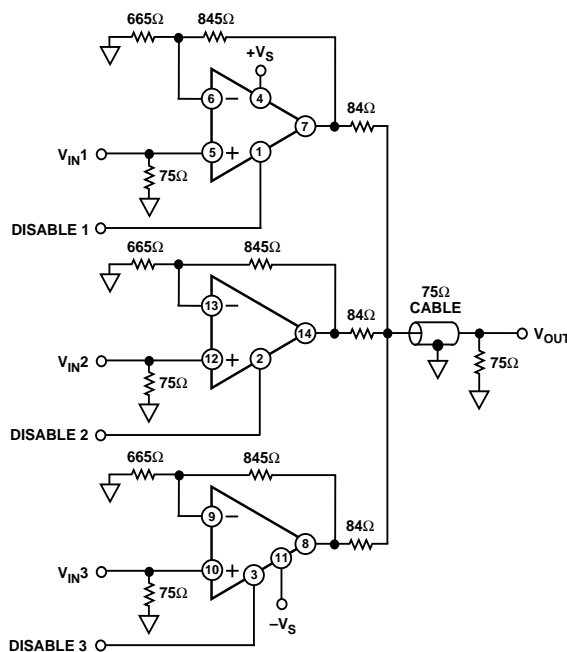 665Ω 845Ω
+VS
6 − 4
84Ω
7
VIN1 5 + 1
75Ω
DISABLE 1
665Ω 845Ω
75Ω
CABLE
13 −
84Ω
14
VOUT
VIN2 12 + 2
75Ω
75Ω
DISABLE 2
665Ω 845Ω
9 −
84Ω
8
11
VIN3 10 + 3
75Ω
−VS
DISABLE 3